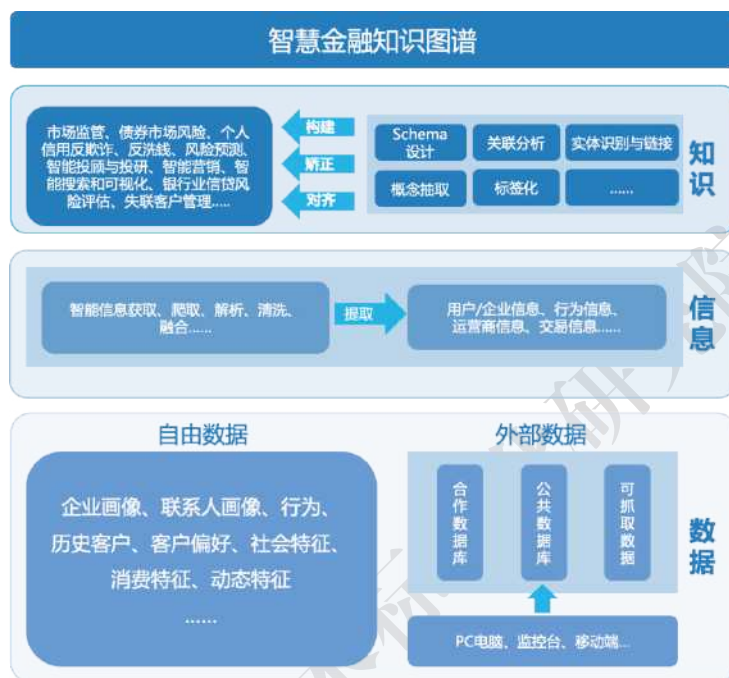 智慧金融知识图谱
市场监管、债券市场风险、个人
信用反欺诈、反洗钱、风险预测、
智能投顾与投研、智能营销、智
能搜索和可视化、银行业信贷风
险评估、失联客户管理.....
构建
矫正
对齐
Schema
设计
关联分析
实体识别与链接
概念抽取
标签化
......
知识
智能信息获取、爬取、解析、清洗、
融合......
提取
用户/企业信息、行为信息、
运营商信息、交易信息......
信息
自由数据
企业画像、联系人画像、行为、
历史客户、客户偏好、社会特征、
消费特征、动态特征
......
外部数据
合作数据库
公共数据库
可抓取数据
PC电脑、监控台、移动端...
数据